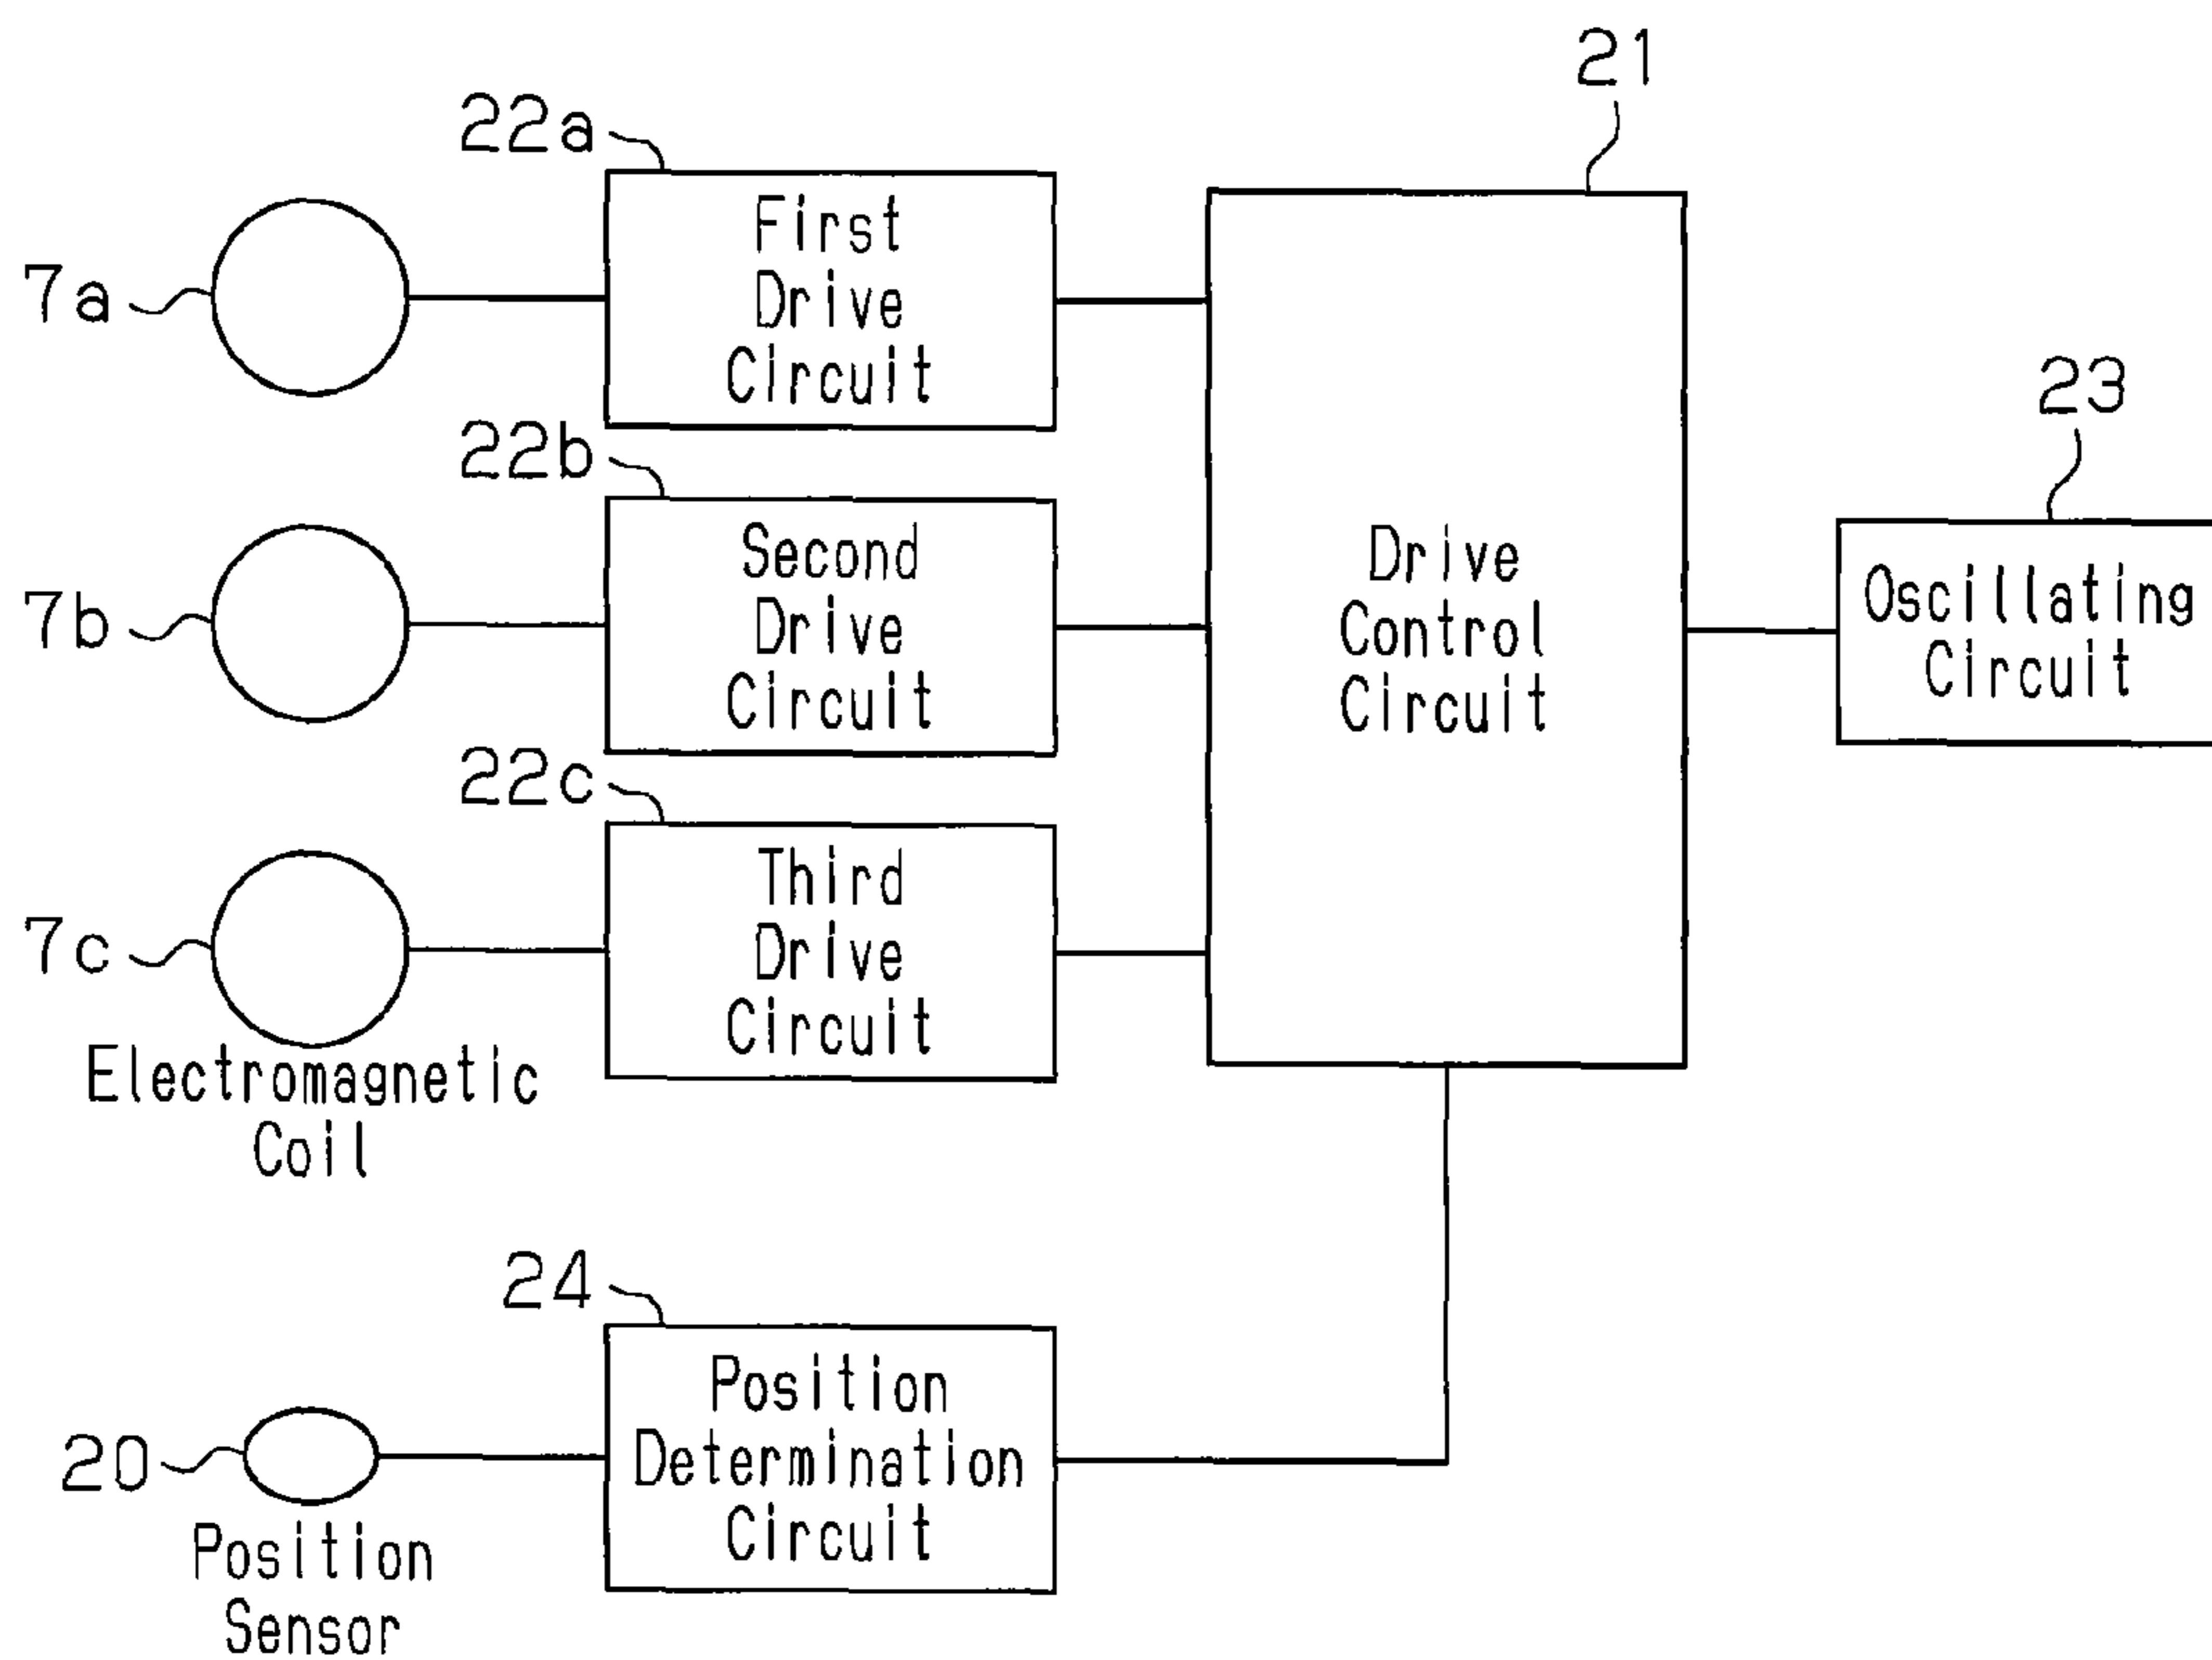 21
22a
First
Drive
Circuit
7a
23
22b
Second
Drive
Circuit
7b
Drive
Control
Circuit
Oscillating
Circuit
22c
Third
Drive
Circuit
7c
Electromagnetic
Coil
24
Position
Determination
Circuit
20
Position
Sensor